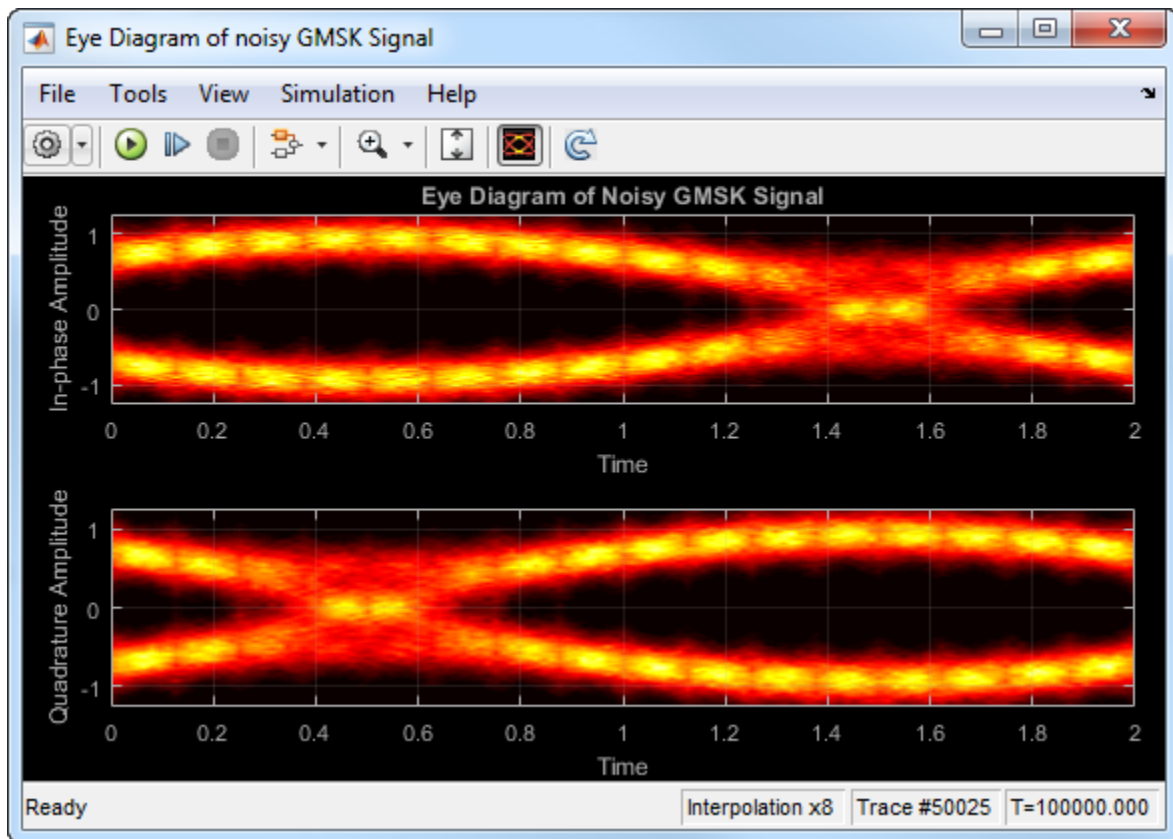 Eye Diagram of noisy GMSK Signal
File Tools View Simulation Help
Eye Diagram of Noisy GMSK Signal
In-phase Amplitude
1
0
-1
0 0.2 0.4 0.6 0.8 1 1.2 1.4 1.6 1.8 2
Time
Quadrature Amplitude
1
0
-1
0 0.2 0.4 0.6 0.8 1 1.2 1.4 1.6 1.8 2
Time
Ready Interpolation x8 Trace #50025 T=100000.000